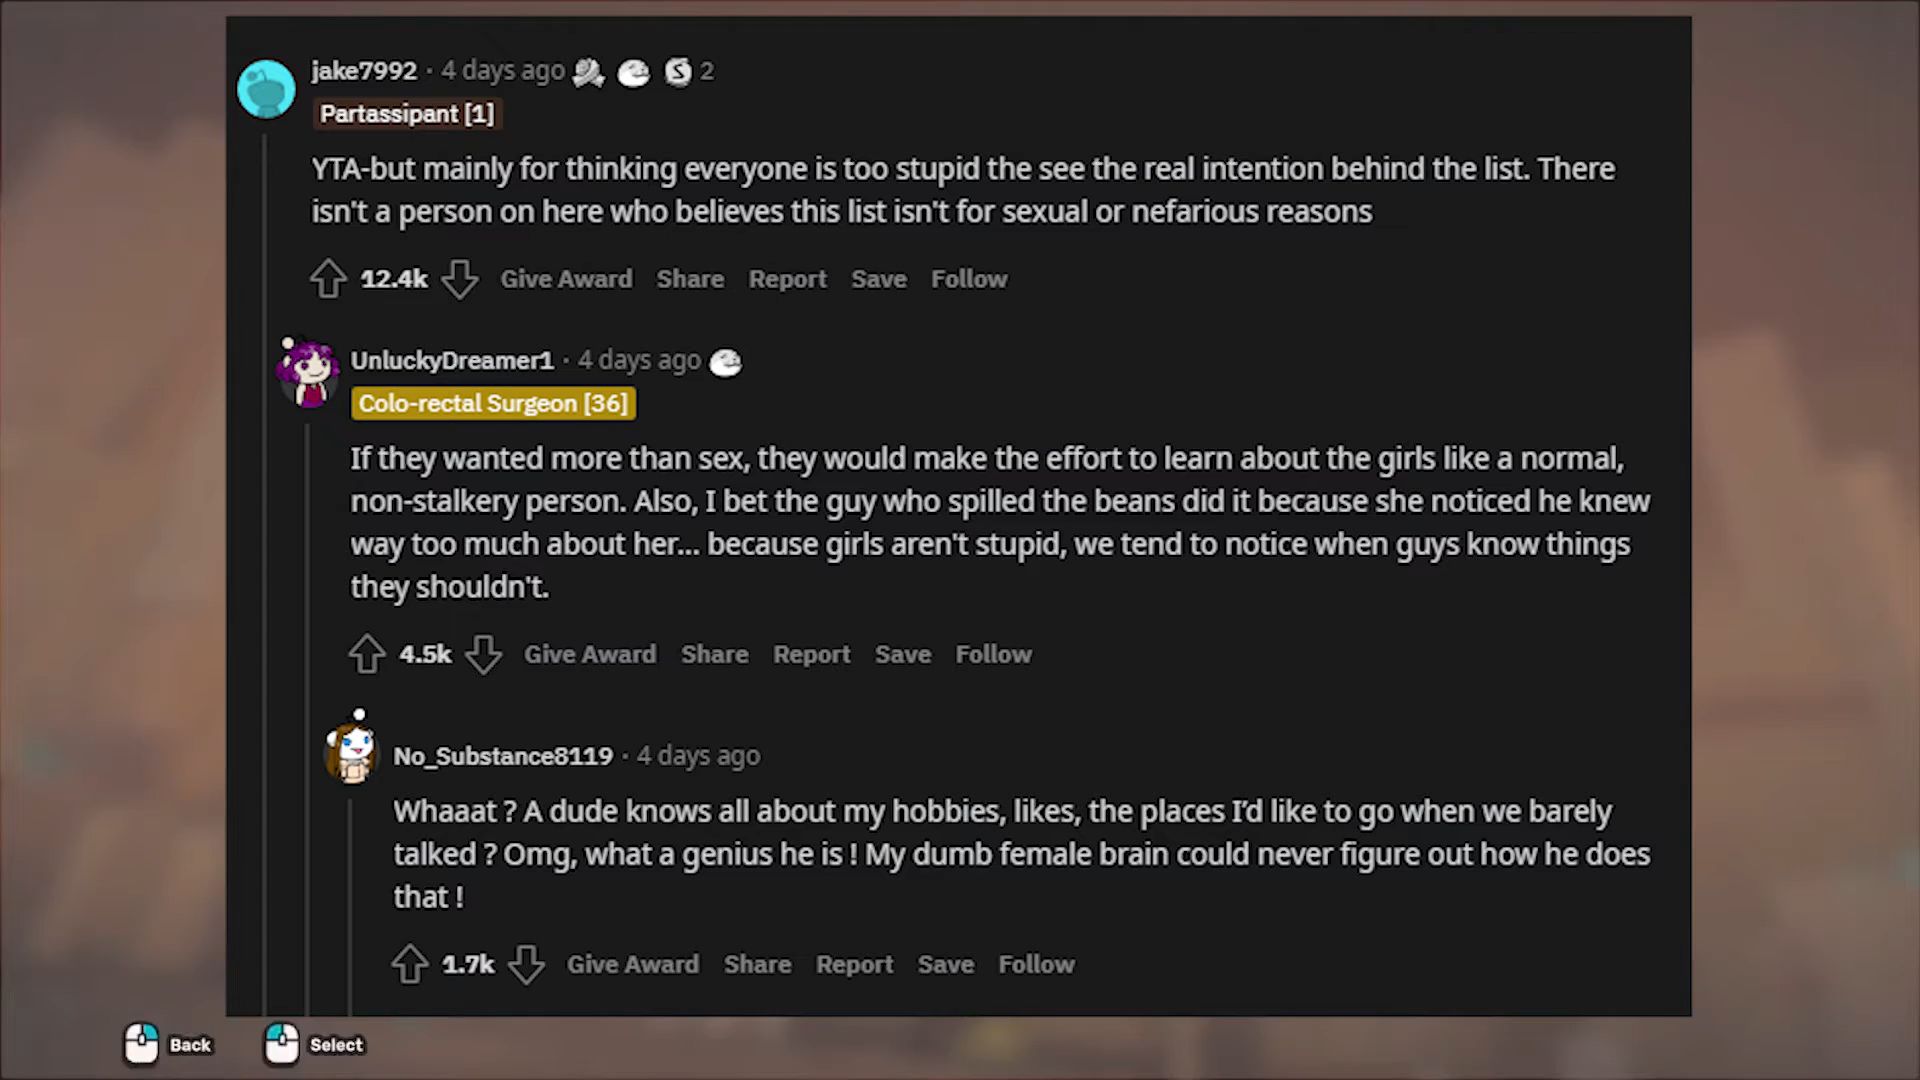 jake7992 · 4 days ago 2
Partassipant [1]
YTA-but mainly for thinking everyone is too stupid the see the real intention behind the list. There
isn't a person on here who believes this list isn't for sexual or nefarious reasons
12.4k Give Award Share Report Save Follow
UnluckyDreamer1 · 4 days ago
Colo-rectal Surgeon [36]
If they wanted more than sex, they would make the effort to learn about the girls like a normal,
non-stalkery person. Also, I bet the guy who spilled the beans did it because she noticed he knew
way too much about her... because girls aren't stupid, we tend to notice when guys know things
they shouldn't.
4.5k Give Award Share Report Save Follow
No_Substance8119 · 4 days ago
Whaaat ? A dude knows all about my hobbies, likes, the places I’d like to go when we barely
talked ? Omg, what a genius he is ! My dumb female brain could never figure out how he does
that !
1.7k Give Award Share Report Save Follow
Back Select